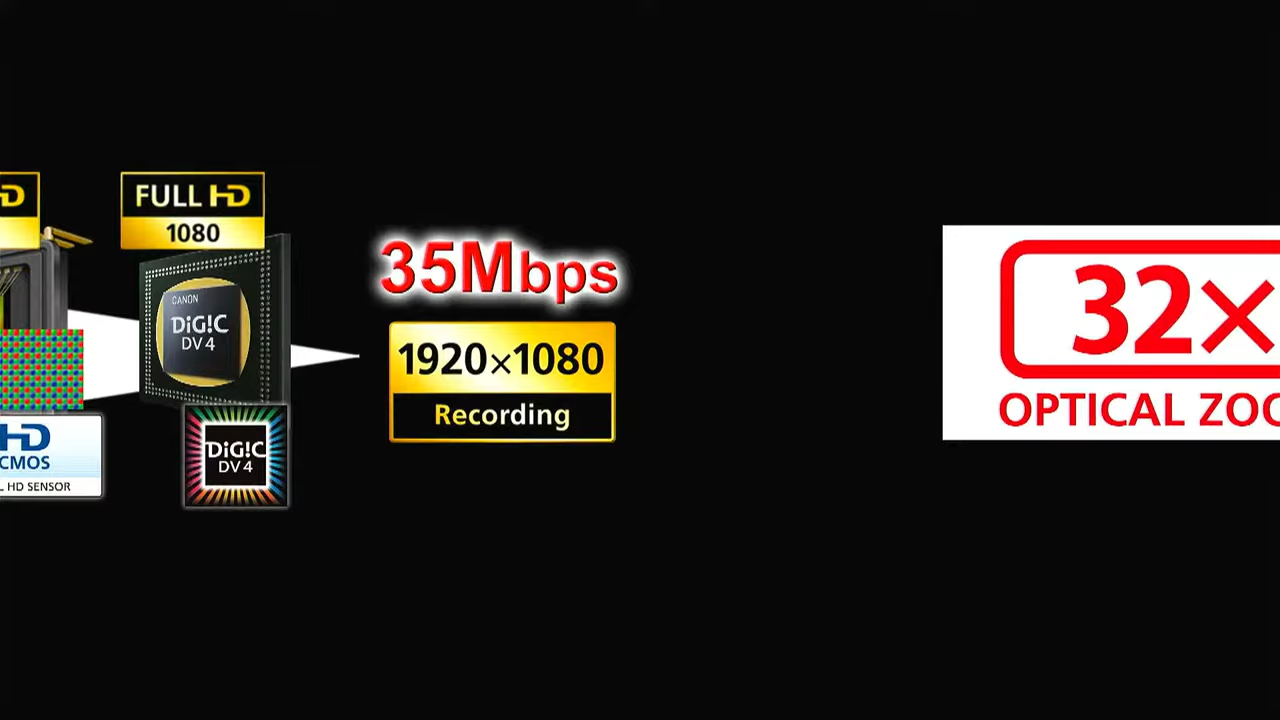 D
FULL HD
1080
CANON
DiG!C
DV 4
HD
CMOS
L HD SENSOR
DiG!C
DV 4
35Mbps
1920×1080
Recording
32×
OPTICAL ZOO